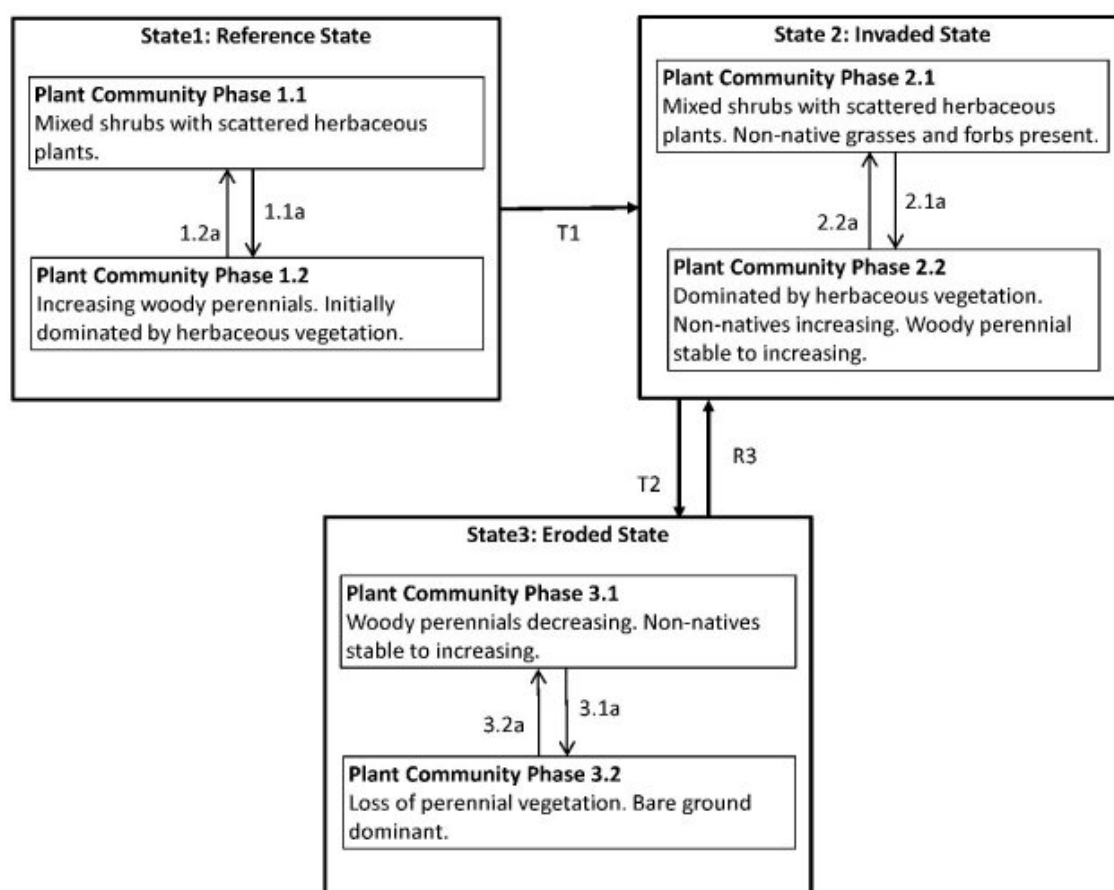 State1: Reference State
Plant Community Phase 1.1
Mixed shrubs with scattered herbaceous
plants.
1.2a
1.1a
Plant Community Phase 1.2
Increasing woody perennials. Initially
dominated by herbaceous vegetation.
T1
State 2: Invaded State
Plant Community Phase 2.1
Mixed shrubs with scattered herbaceous
plants. Non-native grasses and forbs present.
2.2a
2.1a
Plant Community Phase 2.2
Dominated by herbaceous vegetation.
Non-natives increasing. Woody perennial
stable to increasing.
T2
R3
State3: Eroded State
Plant Community Phase 3.1
Woody perennials decreasing. Non-natives
stable to increasing.
3.2a
3.1a
Plant Community Phase 3.2
Loss of perennial vegetation. Bare ground
dominant.